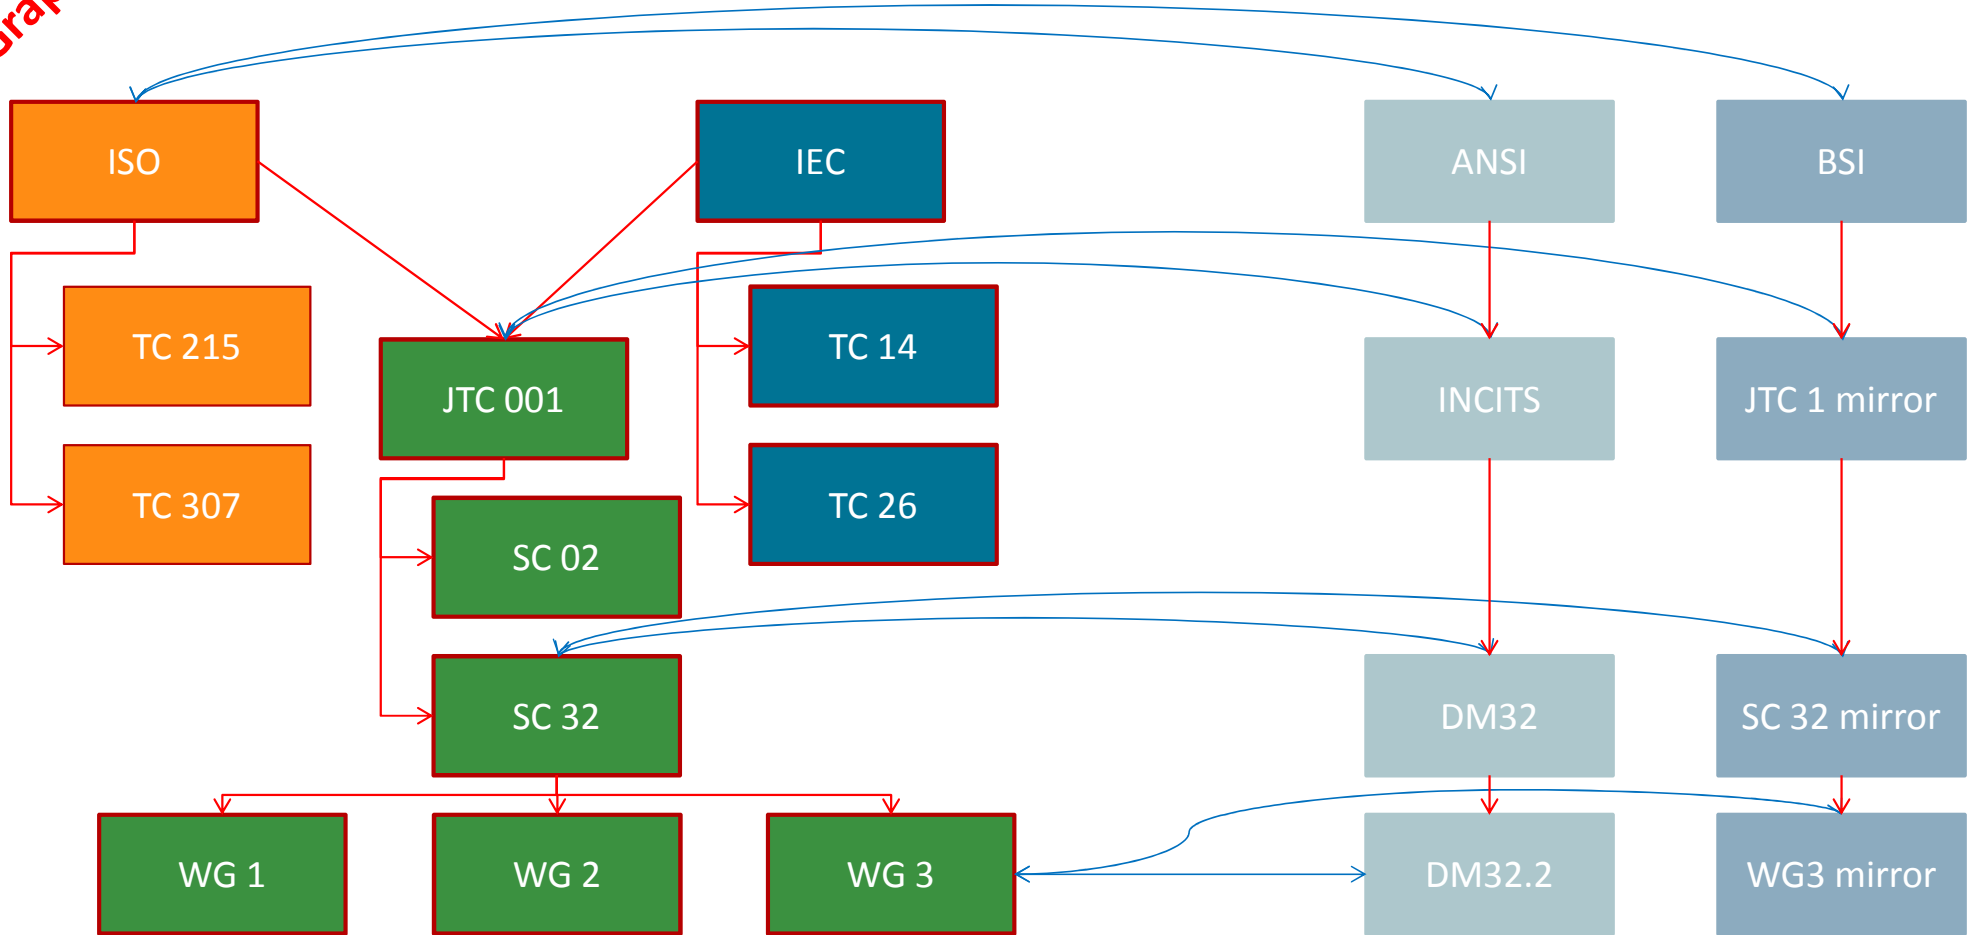 ISO
IEC
ANSI
BSI
TC 215
TC 14
JTC 001
INCITS
JTC 1 mirror
TC 307
TC 26
SC 02
SC 32
DM32
SC 32 mirror
WG 1
WG 2
WG 3
DM32.2
WG3 mirror